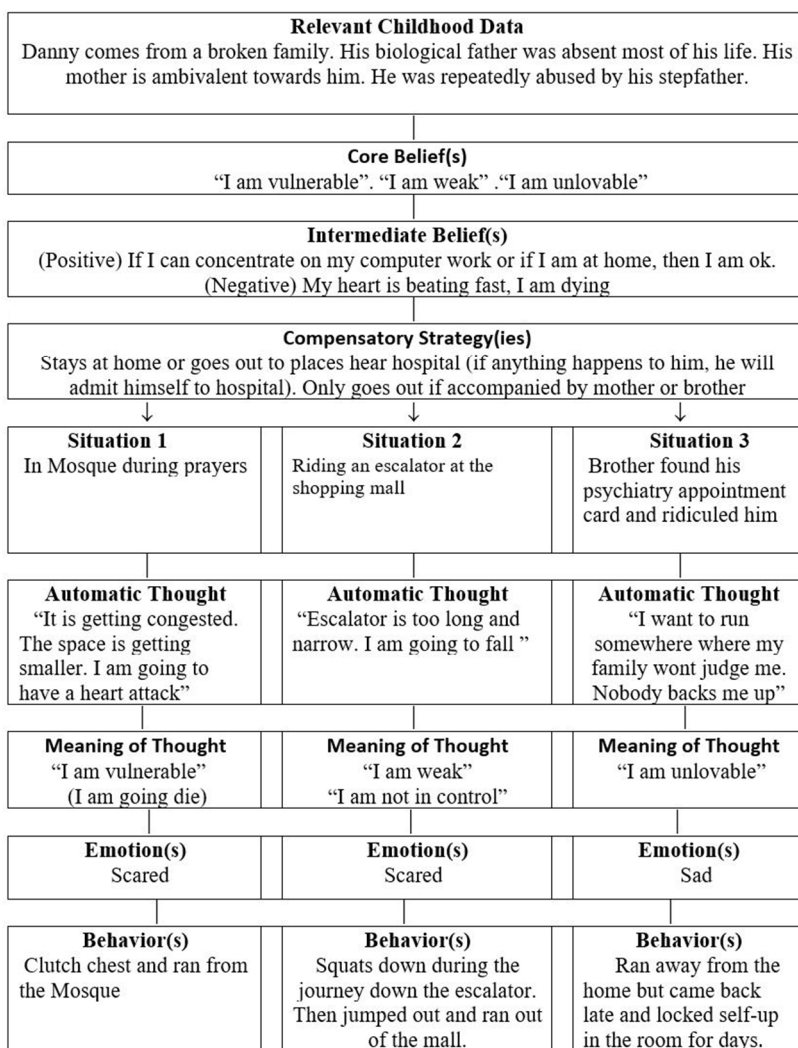 Relevant Childhood Data
Danny comes from a broken family. His biological father was absent most of his life. His
mother is ambivalent towards him. He was repeatedly abused by his stepfather.
Core Belief(s)
“I am vulnerable”. “I am weak” .“I am unlovable”
Intermediate Belief(s)
(Positive) If I can concentrate on my computer work or if I am at home, then I am ok.
(Negative) My heart is beating fast, I am dying
Compensatory Strategy(ies)
Stays at home or goes out to places hear hospital (if anything happens to him, he will
admit himself to hospital). Only goes out if accompanied by mother or brother
Situation 1
In Mosque during prayers
Situation 2
Riding an escalator at the
shopping mall
Situation 3
Brother found his
psychiatry appointment
card and ridiculed him
Automatic Thought
“It is getting congested.
The space is getting
smaller. I am going to
have a heart attack”
Automatic Thought
“Escalator is too long and
narrow. I am going to fall ”
Automatic Thought
“I want to run
somewhere where my
family wont judge me.
Nobody backs me up”
Meaning of Thought
“I am vulnerable”
(I am going die)
Meaning of Thought
“I am weak”
“I am not in control”
Meaning of Thought
“I am unlovable”
Emotion(s)
Scared
Emotion(s)
Scared
Emotion(s)
Sad
Behavior(s)
Clutch chest and ran from
the Mosque
Behavior(s)
Squats down during the
journey down the escalator.
Then jumped out and ran out
of the mall.
Behavior(s)
Ran away from the
home but came back
late and locked self-up
in the room for days.